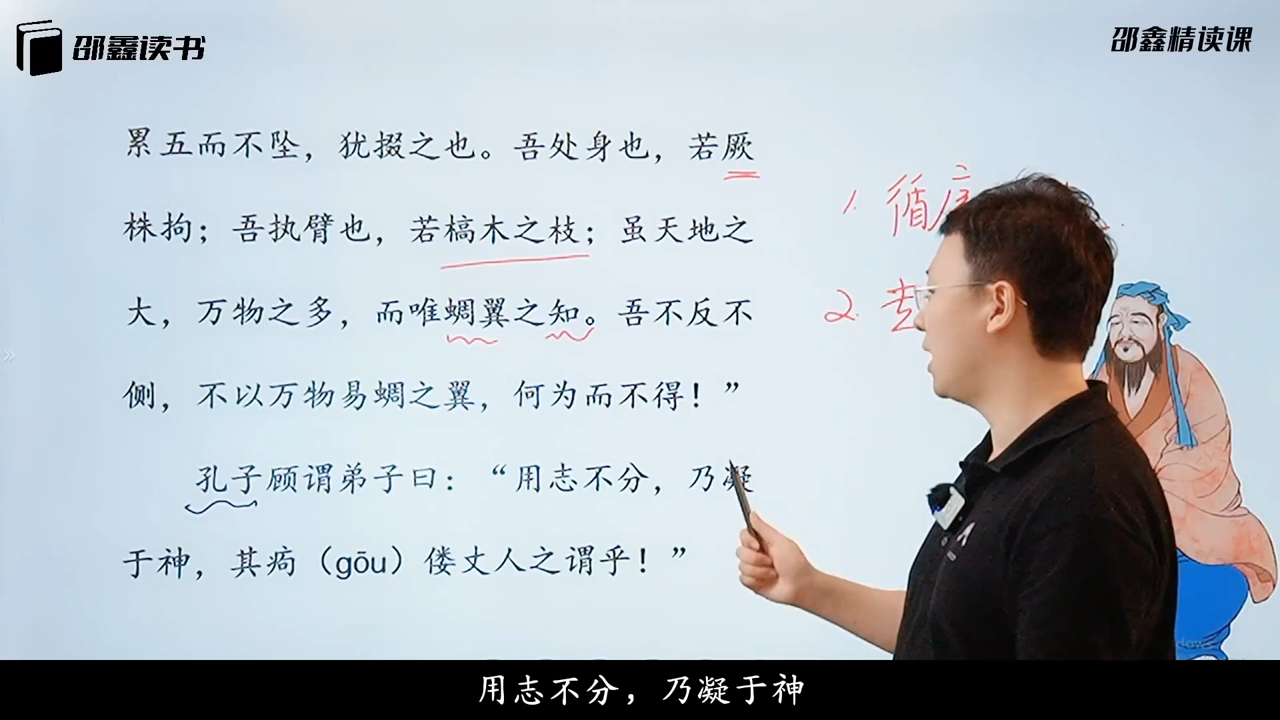 邵鑫读书
邵鑫精读课
累五而不坠，犹掇之也。吾处身也，若厥
株拘；吾执臂也，若槁木之枝；虽天地之
大，万物之多，而唯蜩翼之知。吾不反不
侧，不以万物易蜩之翼，何为而不得！”
孔子顾谓弟子曰：“用志不分，乃凝
于神，其痀（gōu）偻丈人之谓乎！”
1. 循序
2. 专
用志不分，乃凝于神